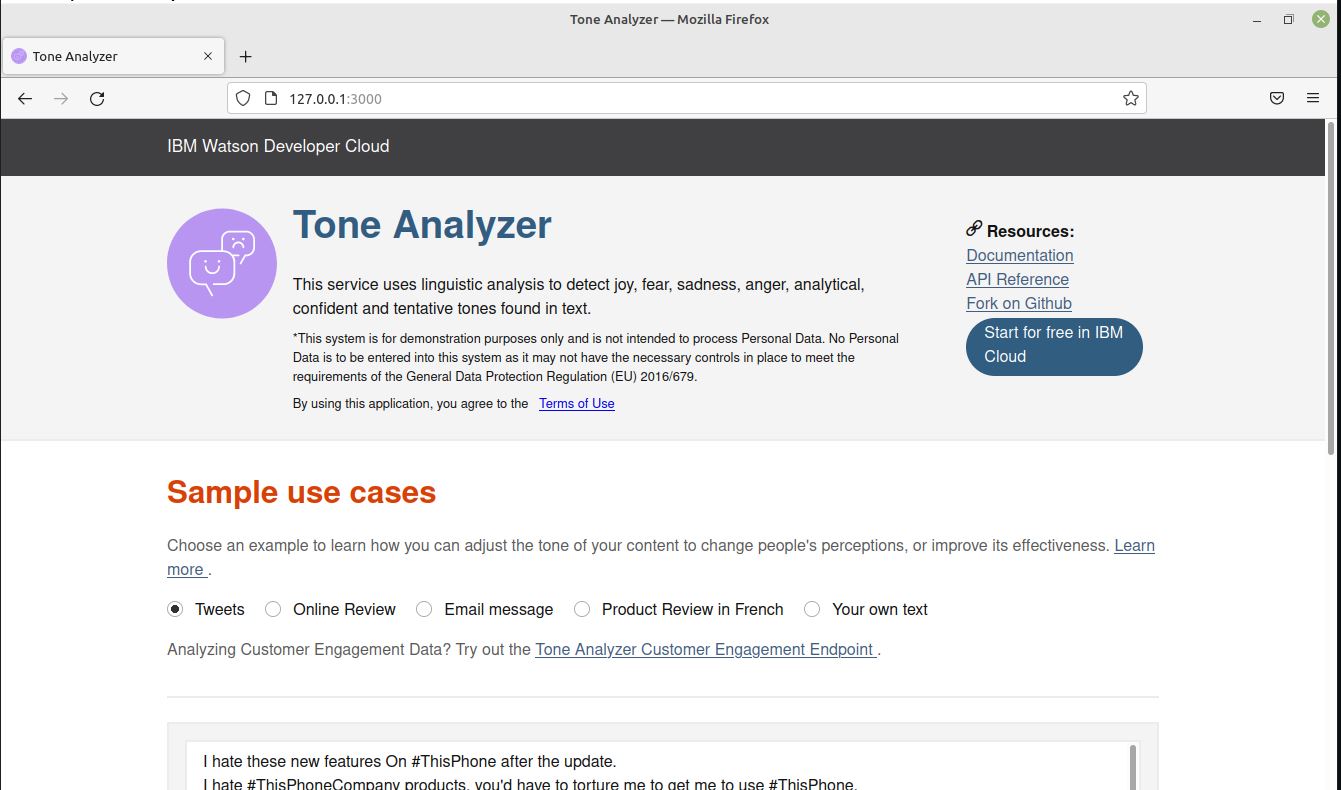 Tone Analyzer — Mozilla Firefox
Tone Analyzer
127.0.0.1:3000
IBM Watson Developer Cloud
Tone Analyzer
This service uses linguistic analysis to detect joy, fear, sadness, anger, analytical,
confident and tentative tones found in text.
*This system is for demonstration purposes only and is not intended to process Personal Data. No Personal
Data is to be entered into this system as it may not have the necessary controls in place to meet the
requirements of the General Data Protection Regulation (EU) 2016/679.
By using this application, you agree to the Terms of Use
Resources:
Documentation
API Reference
Fork on Github
Start for free in IBM
Cloud
Sample use cases
Choose an example to learn how you can adjust the tone of your content to change people's perceptions, or improve its effectiveness. Learn
more .
Tweets Online Review Email message Product Review in French Your own text
Analyzing Customer Engagement Data? Try out the Tone Analyzer Customer Engagement Endpoint .
I hate these new features On #ThisPhone after the update.
I hate #ThisPhoneCompany products, you'd have to torture me to get me to use #ThisPhone.